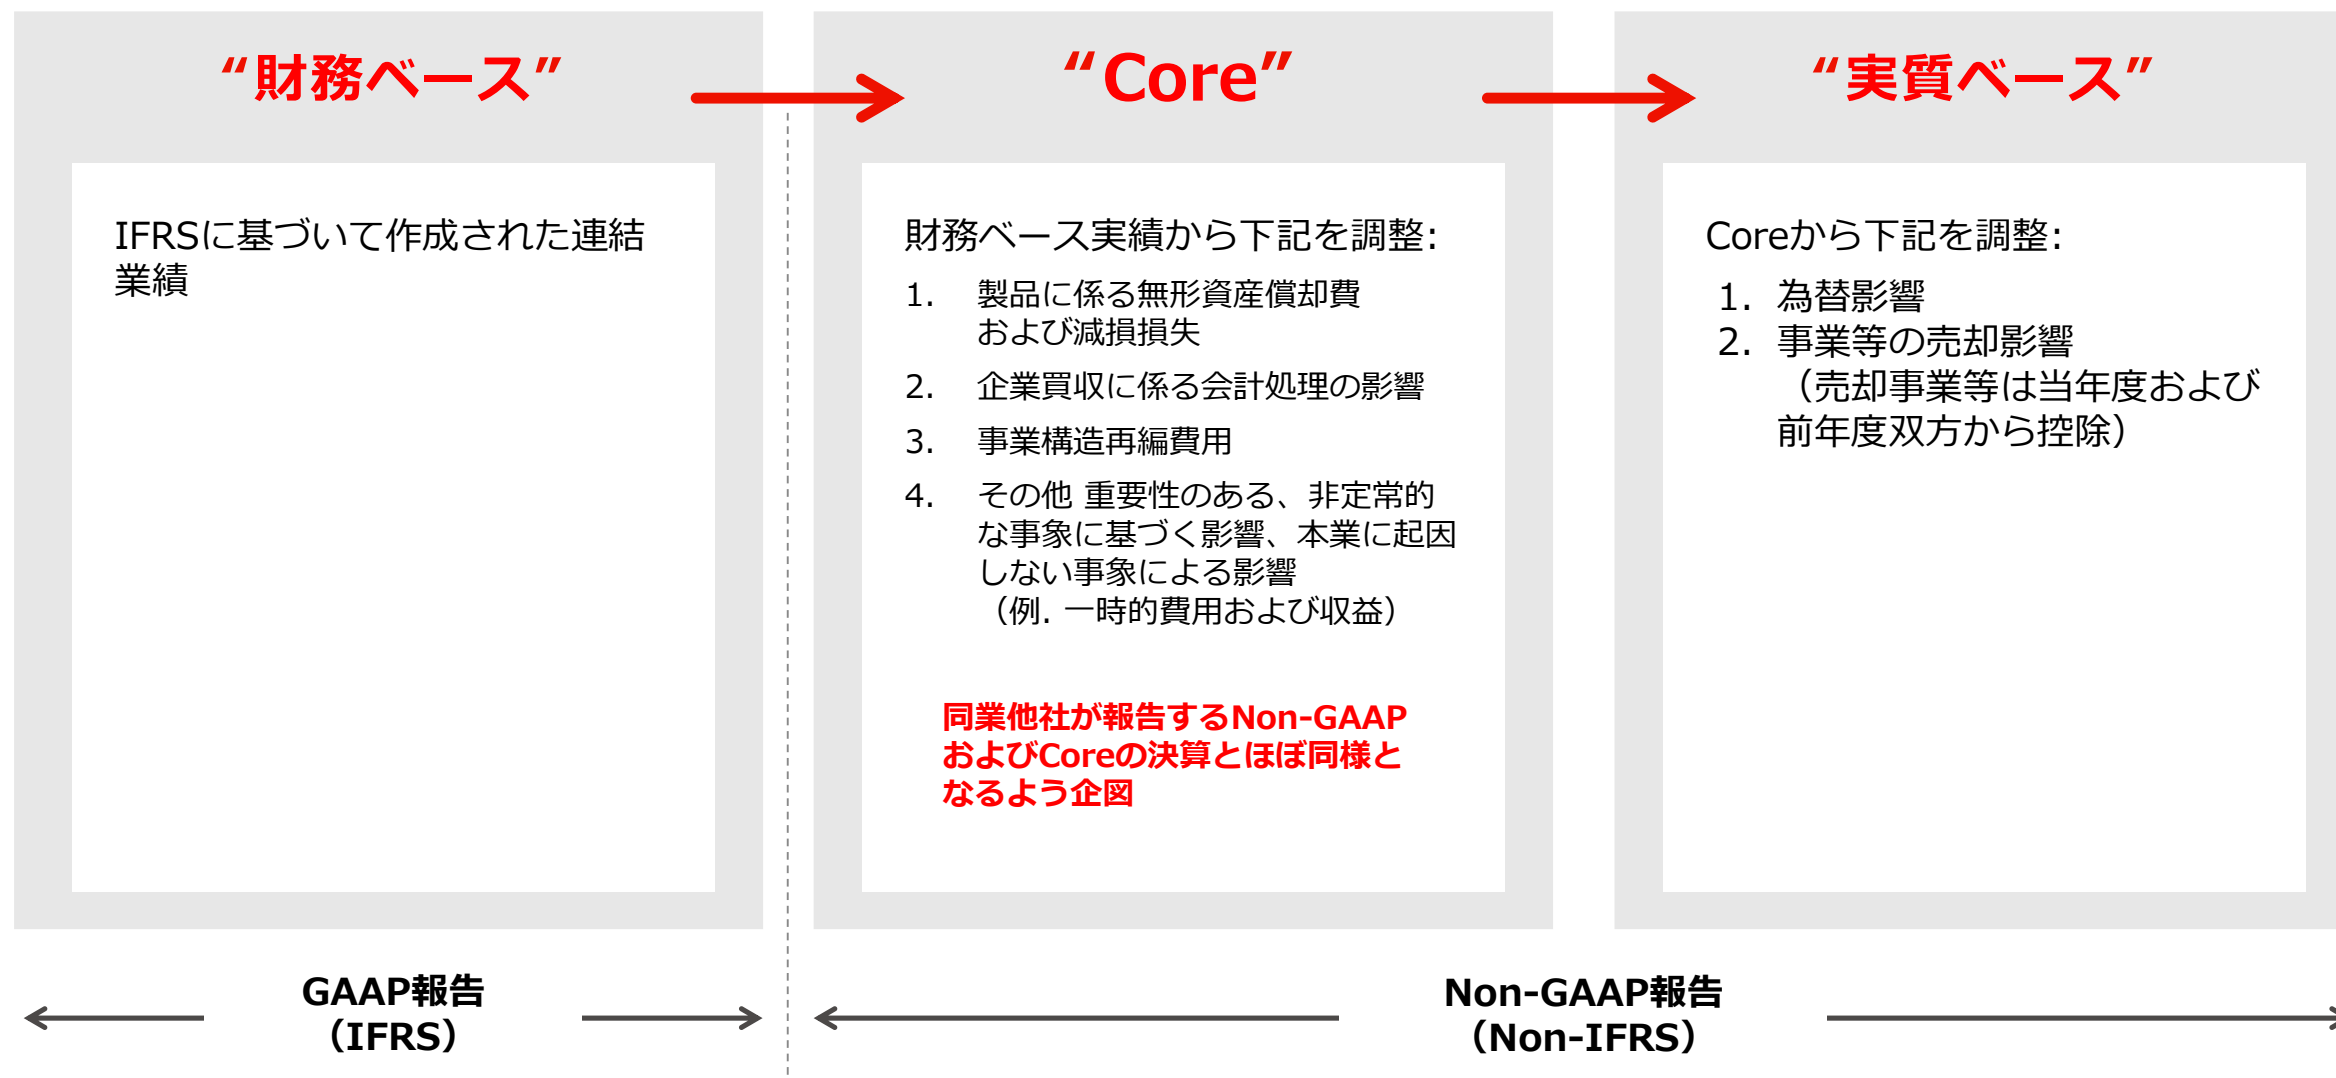 “財務ベース”
IFRSに基づいて作成された連結
業績
“Core”
財務ベース実績から下記を調整:
1. 製品に係る無形資産償却費
および減損損失
2. 企業買収に係る会計処理の影響
3. 事業構造再編費用
4. その他 重要性のある、非定常的
な事象に基づく影響、本業に起因
しない事象による影響
（例. 一時的費用および収益）
同業他社が報告するNon-GAAP
およびCoreの決算とほぼ同様と
なるよう企図
“実質ベース”
Coreから下記を調整:
1. 為替影響
2. 事業等の売却影響
（売却事業等は当年度および
前年度双方から控除）
GAAP報告
（IFRS）
Non-GAAP報告
（Non-IFRS）